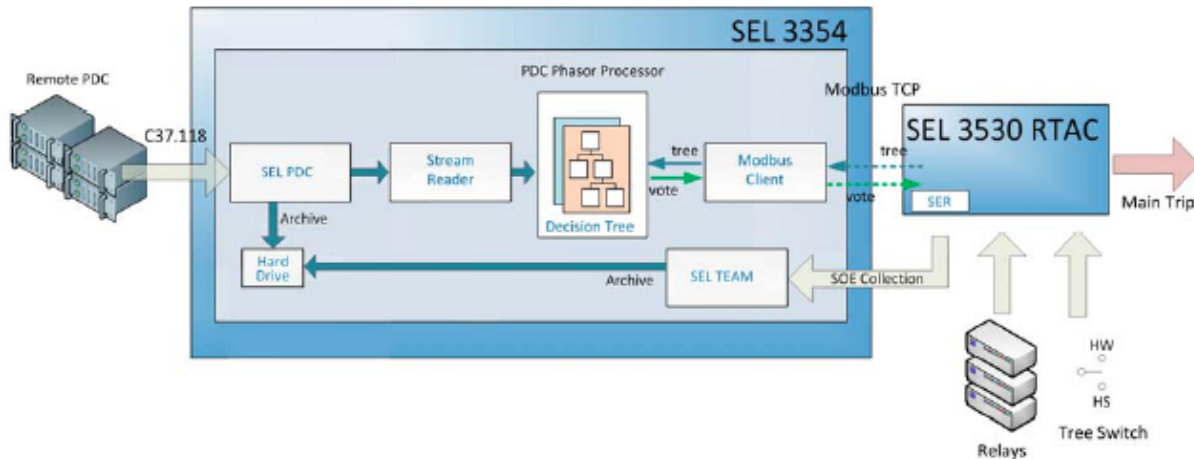 SEL 3354
Remote PDC
PDC Phasor Processor
C37.118
Modbus TCP
SEL 3530 RTAC
SEL PDC
Stream
Reader
Decision Tree
tree
vote
Modbus
Client
tree
vote
SER
Main Trip
Archive
Hard
Drive
Archive
SEL TEAM
SOE Collection
HW
HS
Relays
Tree Switch